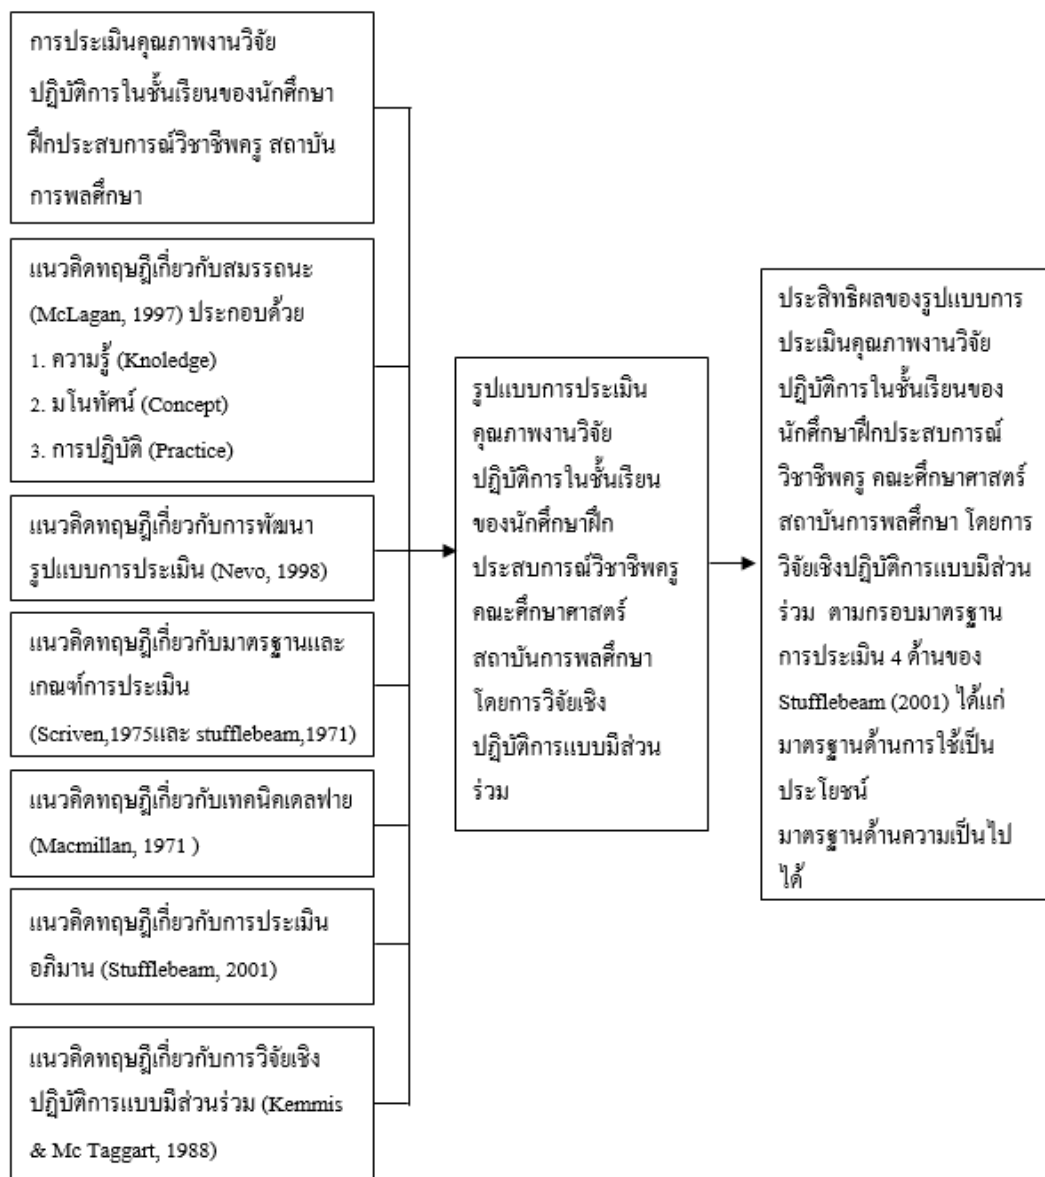 การประเมินคุณภาพงานวิจัย
ปฏิบัติการในชั้นเรียนของนักศึกษา
ฝึกประสบการณ์วิชาชีพครู สถาบัน
การพลศึกษา
แนวคิดทฤษฎีเกี่ยวกับสมรรถนะ
(McLagan, 1997) ประกอบด้วย
1. ความรู้ (Knoledge)
2. มโนทัศน์ (Concept)
3. การปฏิบัติ (Practice)
แนวคิดทฤษฎีเกี่ยวกับการพัฒนา
รูปแบบการประเมิน (Nevo, 1998)
แนวคิดทฤษฎีเกี่ยวกับมาตรฐานและ
เกณฑ์การประเมิน
(Scriven,1975และ stufflebeam,1971)
แนวคิดทฤษฎีเกี่ยวกับเทคนิคเดลฟาย
(Macmillan, 1971 )
แนวคิดทฤษฎีเกี่ยวกับการประเมิน
อภิมาน (Stufflebeam, 2001)
แนวคิดทฤษฎีเกี่ยวกับการวิจัยเชิง
ปฏิบัติการแบบมีส่วนร่วม (Kemmis
& Mc Taggart, 1988)
รูปแบบการประเมิน
คุณภาพงานวิจัย
ปฏิบัติการในชั้นเรียน
ของนักศึกษาฝึก
ประสบการณ์วิชาชีพครู
คณะศึกษาศาสตร์
สถาบันการพลศึกษา
โดยการวิจัยเชิง
ปฏิบัติการแบบมีส่วน
ร่วม
ประสิทธิผลของรูปแบบการ
ประเมินคุณภาพงานวิจัย
ปฏิบัติการในชั้นเรียนของ
นักศึกษาฝึกประสบการณ์
วิชาชีพครู คณะศึกษาศาสตร์
สถาบันการพลศึกษา โดยการ
วิจัยเชิงปฏิบัติการแบบมีส่วน
ร่วม ตามกรอบมาตรฐาน
การประเมิน 4 ด้านของ
Stufflebeam (2001) ได้แก่
มาตรฐานด้านการใช้เป็น
ประโยชน์
มาตรฐานด้านความเป็นไป
ได้